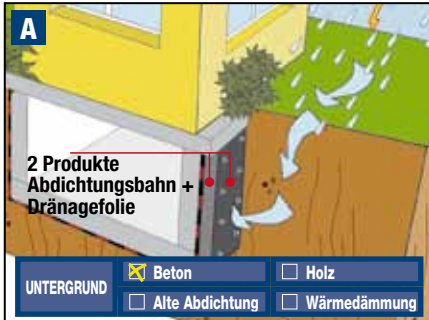 A
2 Produkte
Abdichtungsbahn +
Dränagefolie
UNTERGRUND
Beton
Holz
Alte Abdichtung
Wärmedämmung